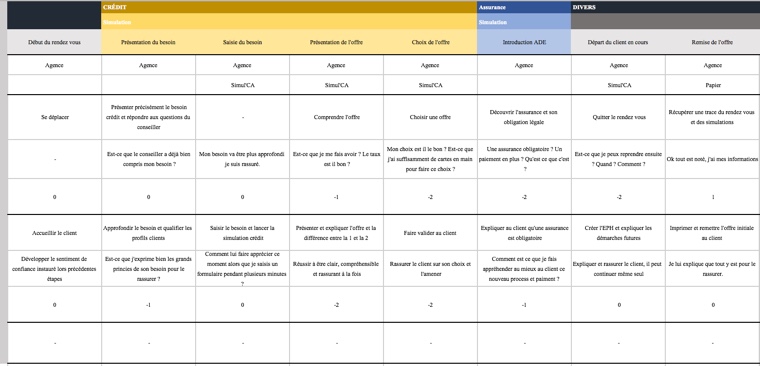 CRÉDIT
Assurance
DIVERS
Simulation
Simulation
Début du rendez vous
Présentation du besoin
Saisie du besoin
Présentation de l'offre
Choix de l'offre
Introduction ADE
Départ du client en cours
Remise de l'offre
Agence
Agence
Agence
Agence
Agence
Agence
Agence
Agence
Simul'CA
Simul'CA
Simul'CA
Simul'CA
Papier
Se déplacer
Présenter précisément le besoin
crédit et répondre aux questions du
conseiller
-
Comprendre l'offre
Choisir une offre
Découvrir l'assurance et son
obligation légale
Quitter le rendez vous
Récupérer une trace du rendez vous
et des simulations
-
Est-ce que le conseiller a déjà bien
compris mon besoin ?
Mon besoin va être plus approfondi
je suis rassuré.
Est-ce que je me fais avoir ? Le taux
est il bon ?
Mon choix est il le bon ? Est-ce que
j'ai suffisamment de cartes en main
pour faire ce choix ?
Une assurance obligatoire ? Un
paiement en plus ? Qu'est ce que c'est
?
Est-ce que je peux reprendre ensuite
? Quand ? Comment ?
Ok tout est noté, j'ai mes informations
0
0
0
-1
-2
-2
-2
1
Accueillir le client
Approfondir le besoin et qualifier les
profils clients
Saisir le besoin et lancer la
simulation crédit
Présenter et expliquer l'offre et la
différence entre la 1 et la 2
Faire valider au client
Expliquer au client qu'une assurance
est obligatoire
Créer l'EPH et expliquer les
démarches futures
Imprimer et remettre l'offre initiale
au client
Développer le sentiment de
confiance instauré lors précédentes
étapes
Est-ce que j'exprime bien les grands
princies de son besoin pour le
rassurer ?
Comment lui faire apprécier ce
moment alors que je saisis un
formulaire pendant plusieurs minutes
?
Réussir à être clair, compréhensible
et rassurant à la fois
Rassurer le client sur son choix et
l'amener
Comment est ce que je fais
appréhender au mieux au client ce
nouveau process et paiment ?
Expliquer et rassurer le client, il peut
continuer même seul
Je lui explique que tout y est pour le
rassurer.
0
-1
0
-2
-2
-1
0
0
-
-
-
-
-
-
-
-